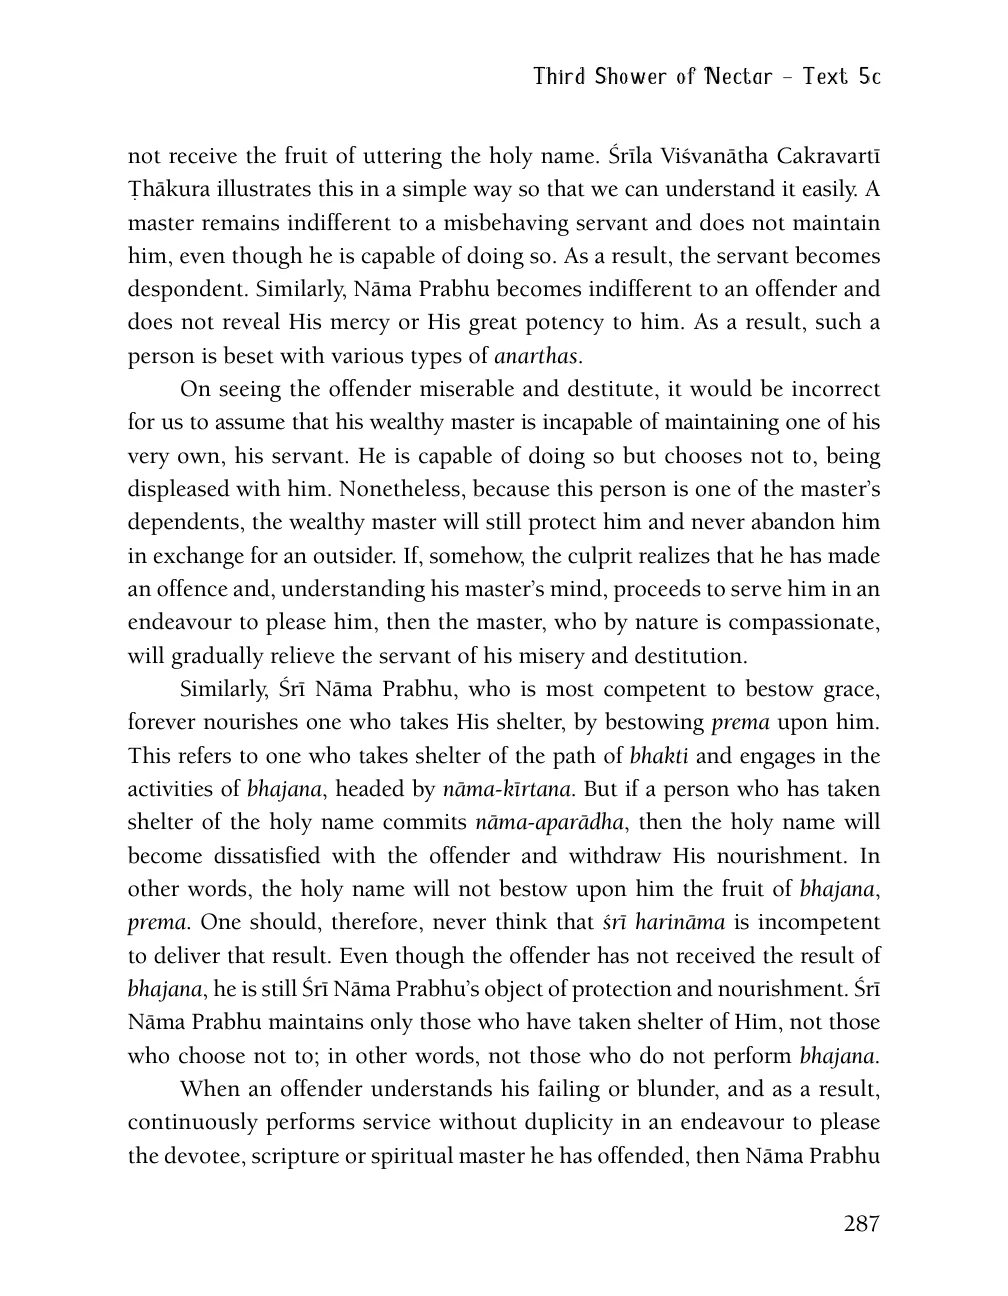 Third Shower of Nectar – Text 5c
not receive the fruit of uttering the holy name. Śrīla Viśvanātha Cakravartī
Ṭhākura illustrates this in a simple way so that we can understand it easily. A
master remains indifferent to a misbehaving servant and does not maintain
him, even though he is capable of doing so. As a result, the servant becomes
despondent. Similarly, Nāma Prabhu becomes indifferent to an offender and
does not reveal His mercy or His great potency to him. As a result, such a
person is beset with various types of anarthas.
On seeing the offender miserable and destitute, it would be incorrect
for us to assume that his wealthy master is incapable of maintaining one of his
very own, his servant. He is capable of doing so but chooses not to, being
displeased with him. Nonetheless, because this person is one of the master’s
dependents, the wealthy master will still protect him and never abandon him
in exchange for an outsider. If, somehow, the culprit realizes that he has made
an offence and, understanding his master’s mind, proceeds to serve him in an
endeavour to please him, then the master, who by nature is compassionate,
will gradually relieve the servant of his misery and destitution.
Similarly, Śrī Nāma Prabhu, who is most competent to bestow grace,
forever nourishes one who takes His shelter, by bestowing prema upon him.
This refers to one who takes shelter of the path of bhakti and engages in the
activities of bhajana, headed by nāma-kīrtana. But if a person who has taken
shelter of the holy name commits nāma-aparādha, then the holy name will
become dissatisfied with the offender and withdraw His nourishment. In
other words, the holy name will not bestow upon him the fruit of bhajana,
prema. One should, therefore, never think that śrī harināma is incompetent
to deliver that result. Even though the offender has not received the result of
bhajana, he is still Śrī Nāma Prabhu’s object of protection and nourishment. Śrī
Nāma Prabhu maintains only those who have taken shelter of Him, not those
who choose not to; in other words, not those who do not perform bhajana.
When an offender understands his failing or blunder, and as a result,
continuously performs service without duplicity in an endeavour to please
the devotee, scripture or spiritual master he has offended, then Nāma Prabhu
287